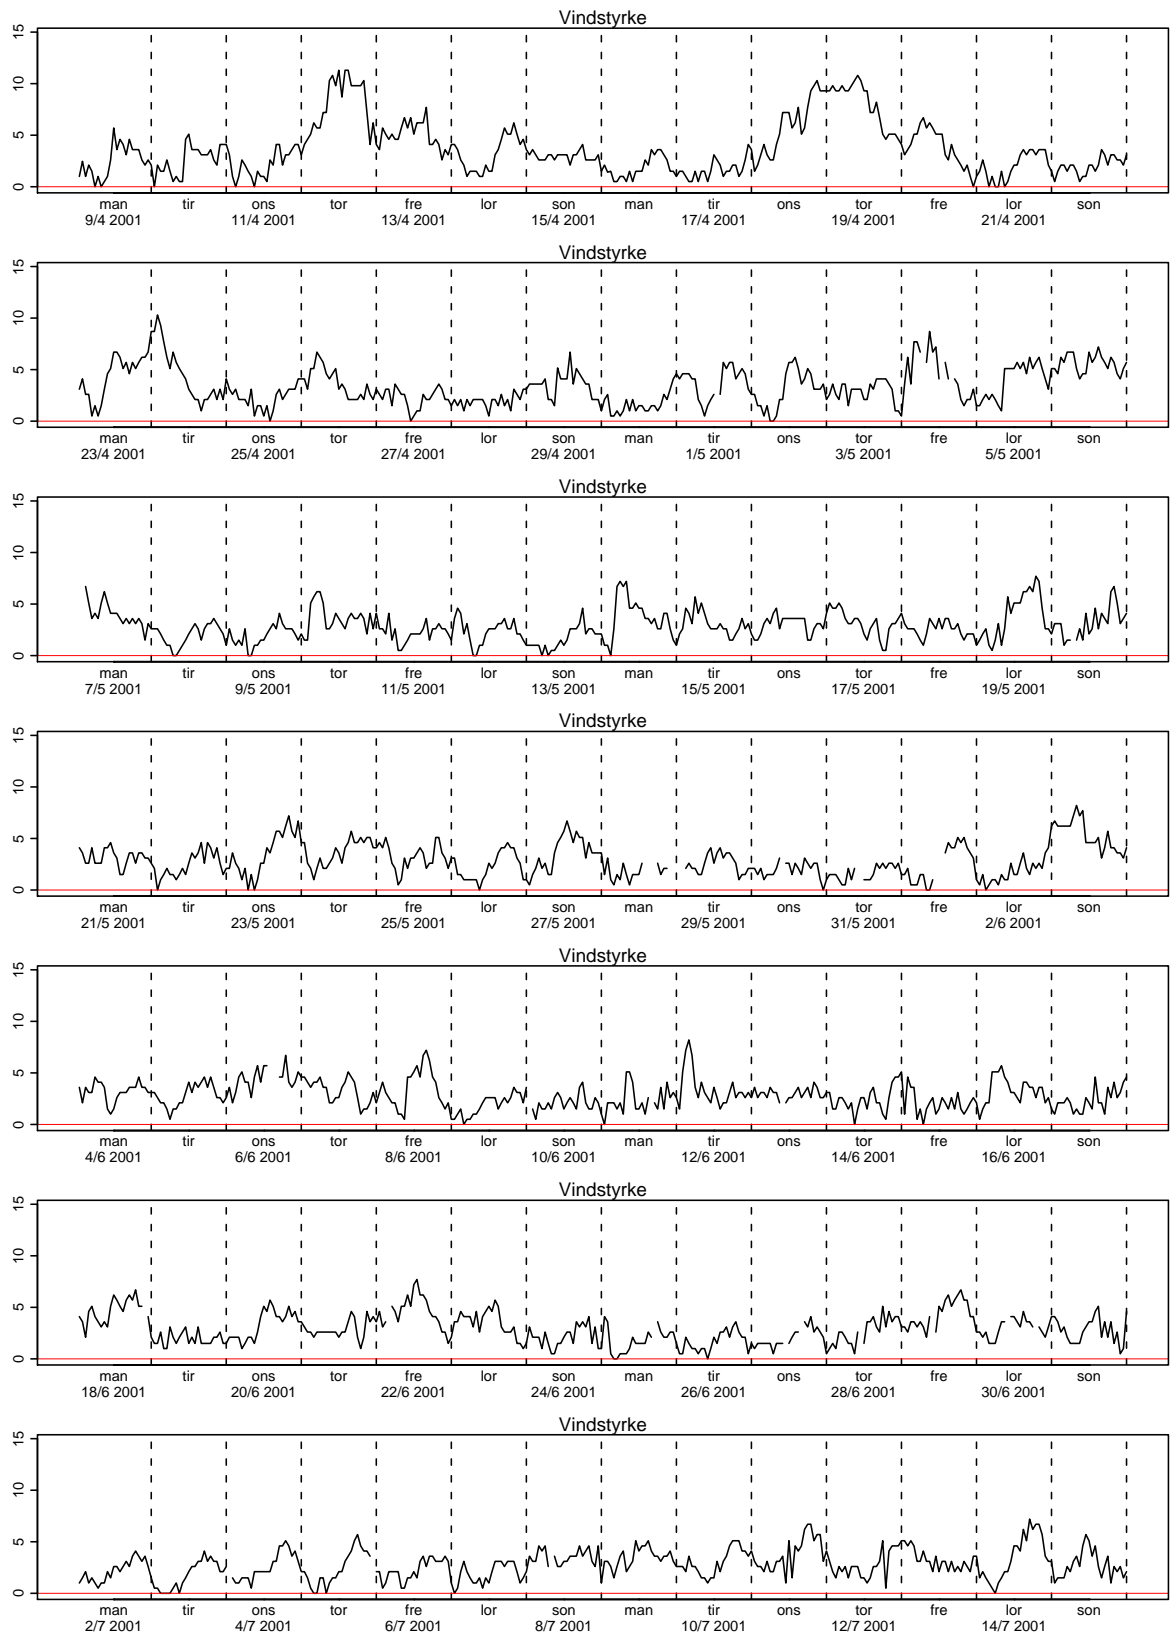 Vindstyrke
15
10
5
0
man tir ons tor fre lor son man tir ons tor fre lor son
9/4 2001 11/4 2001 13/4 2001 15/4 2001 17/4 2001 19/4 2001 21/4 2001
Vindstyrke
15
10
5
0
man tir ons tor fre lor son man tir ons tor fre lor son
23/4 2001 25/4 2001 27/4 2001 29/4 2001 1/5 2001 3/5 2001 5/5 2001
Vindstyrke
15
10
5
0
man tir ons tor fre lor son man tir ons tor fre lor son
7/5 2001 9/5 2001 11/5 2001 13/5 2001 15/5 2001 17/5 2001 19/5 2001
Vindstyrke
15
10
5
0
man tir ons tor fre lor son man tir ons tor fre lor son
21/5 2001 23/5 2001 25/5 2001 27/5 2001 29/5 2001 31/5 2001 2/6 2001
Vindstyrke
15
10
5
0
man tir ons tor fre lor son man tir ons tor fre lor son
4/6 2001 6/6 2001 8/6 2001 10/6 2001 12/6 2001 14/6 2001 16/6 2001
Vindstyrke
15
10
5
0
man tir ons tor fre lor son man tir ons tor fre lor son
18/6 2001 20/6 2001 22/6 2001 24/6 2001 26/6 2001 28/6 2001 30/6 2001
Vindstyrke
15
10
5
0
man tir ons tor fre lor son man tir ons tor fre lor son
2/7 2001 4/7 2001 6/7 2001 8/7 2001 10/7 2001 12/7 2001 14/7 2001